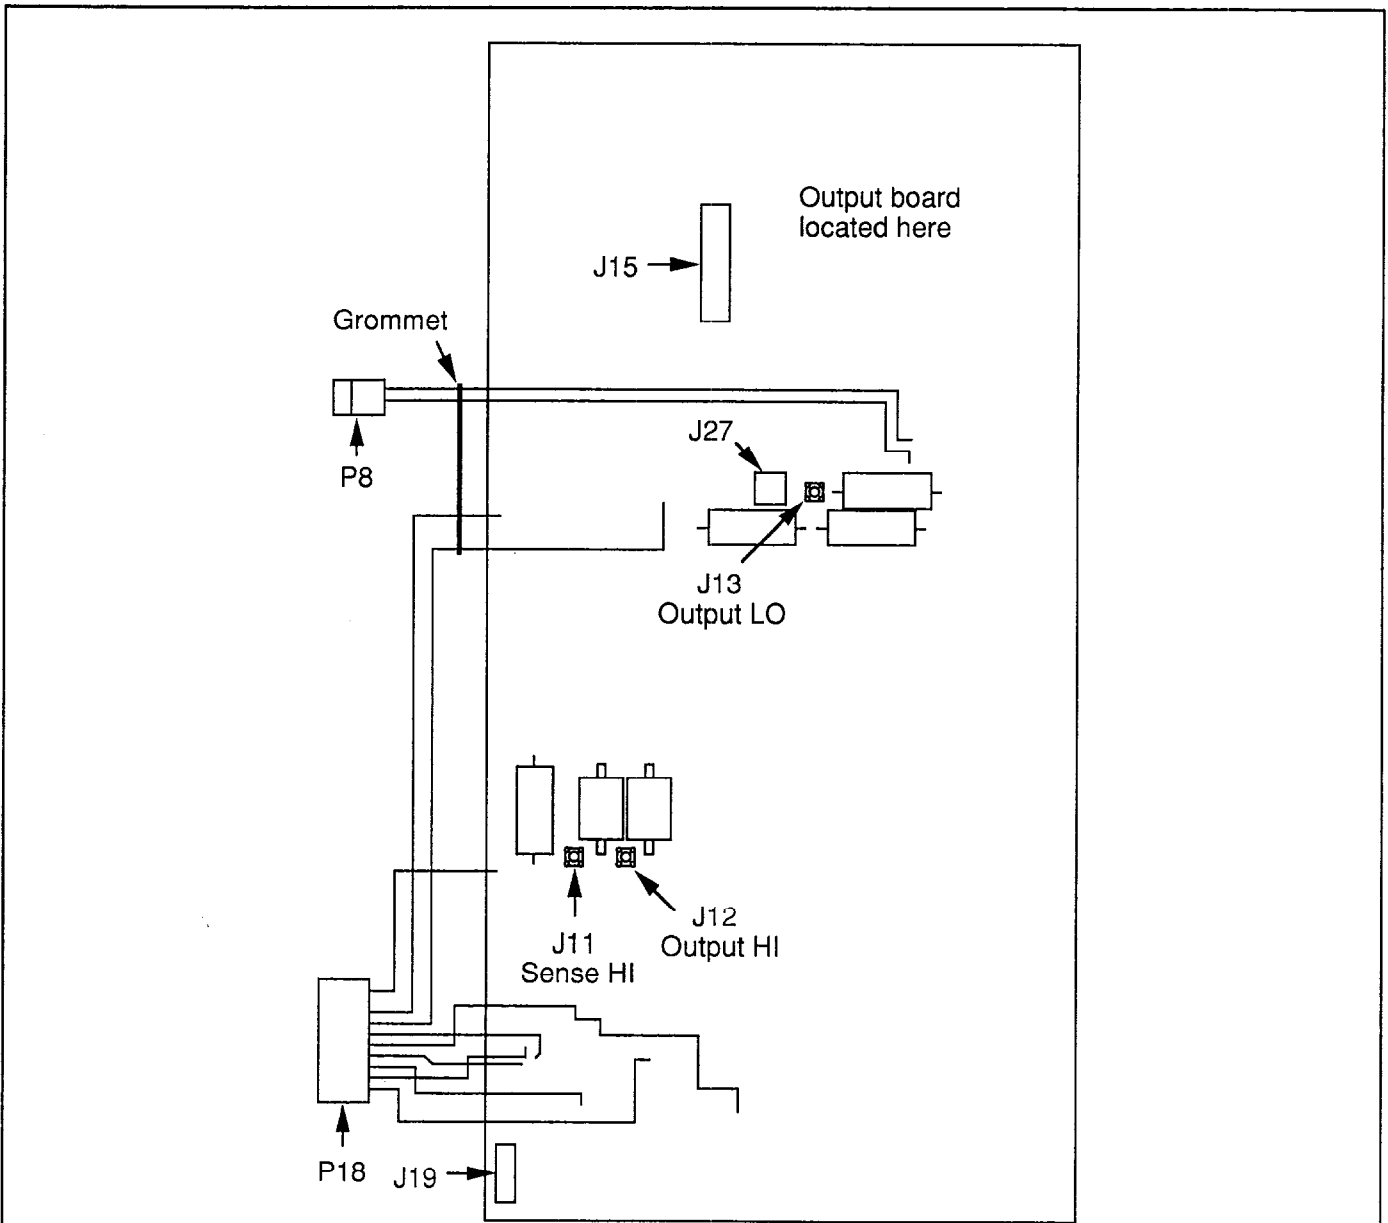 Output board
located here
J15
Grommet
J27
P8
J13
Output LO
J12
Output HI
J11
Sense HI
P18
J19